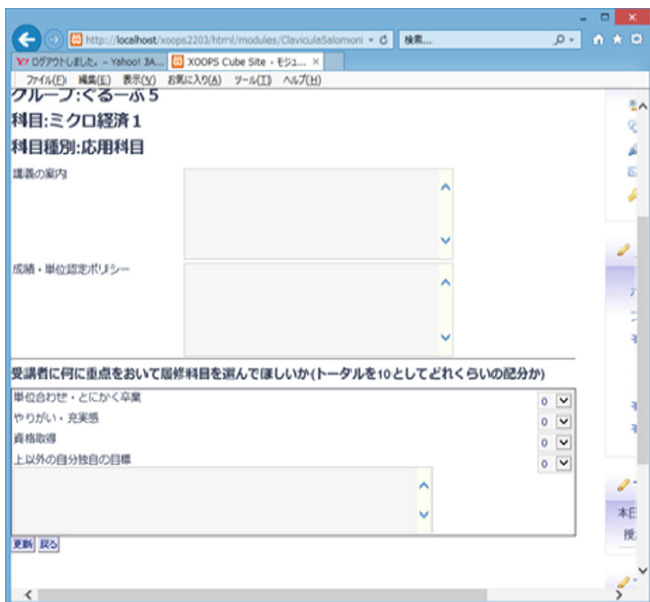 http://localhost/xoops2203/html/modules/ClaviculaSalomoni
検索...
ログアウトしました。 - Yahoo! JA...
XOOPS Cube Site - モジュ...
ファイル(F) 編集(E) 表示(V) お気に入り(A) ツール(T) ヘルプ(H)
グループ:ぐるーぷ5
科目:ミクロ経済1
科目種別:応用科目
講義の案内
成績・単位認定ポリシー
受講者に何に重点をおいて履修科目を選んでほしいか(トータルを10としてどれくらいの配分か)
単位合わせ・とにかく卒業 0
やりがい・充実感 0
資格取得 0
上以外の自分独自の目標 0
更新 戻る
本日